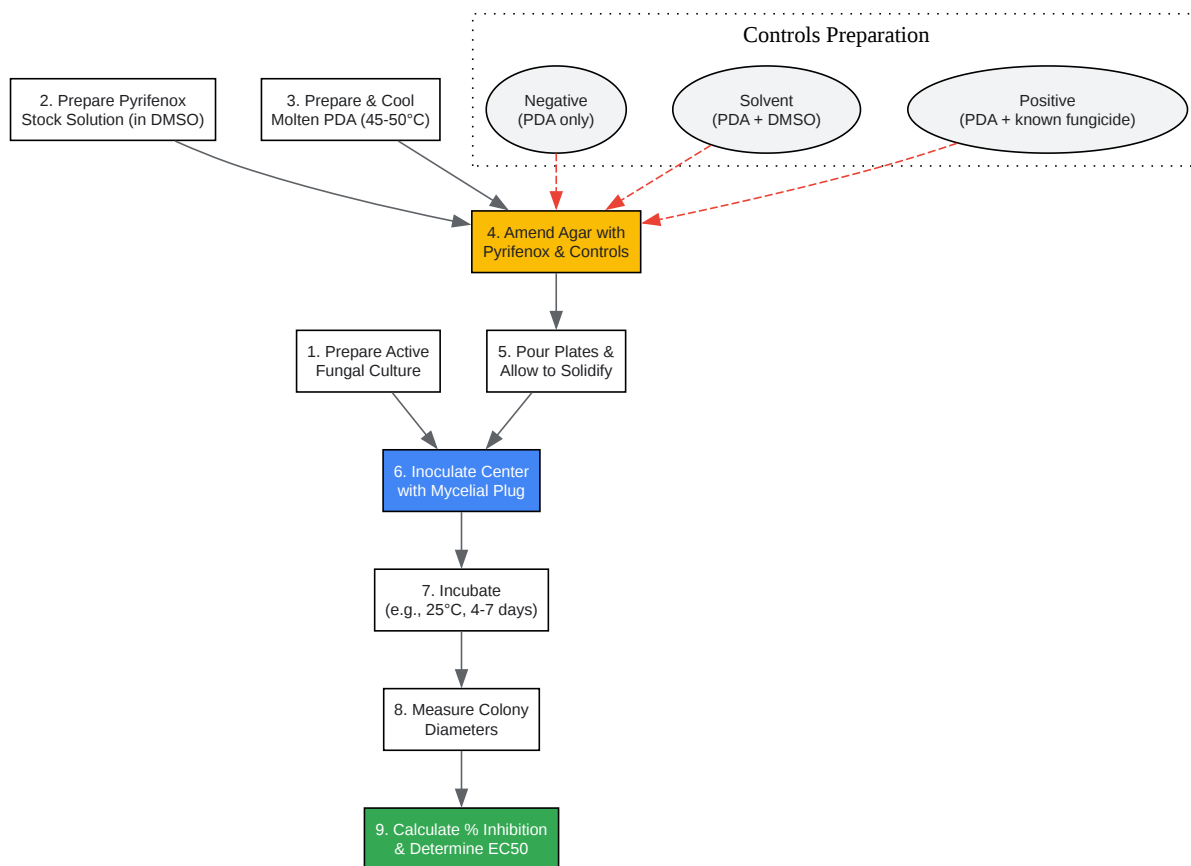 Controls Preparation
2. Prepare Pyrifenox
Stock Solution (in DMSO)
3. Prepare & Cool
Molten PDA (45-50°C)
Negative
(PDA only)
Solvent
(PDA + DMSO)
Positive
(PDA + known fungicide)
4. Amend Agar with
Pyrifenox & Controls
1. Prepare Active
Fungal Culture
5. Pour Plates &
Allow to Solidify
6. Inoculate Center
with Mycelial Plug
7. Incubate
(e.g., 25°C, 4-7 days)
8. Measure Colony
Diameters
9. Calculate % Inhibition
& Determine EC50